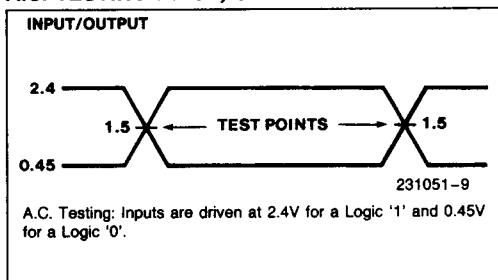 INPUT/OUTPUT
2.4
1.5 TEST POINTS 1.5
0.45
231051–9
A.C. Testing: Inputs are driven at 2.4V for a Logic '1' and 0.45V
for a Logic '0'.